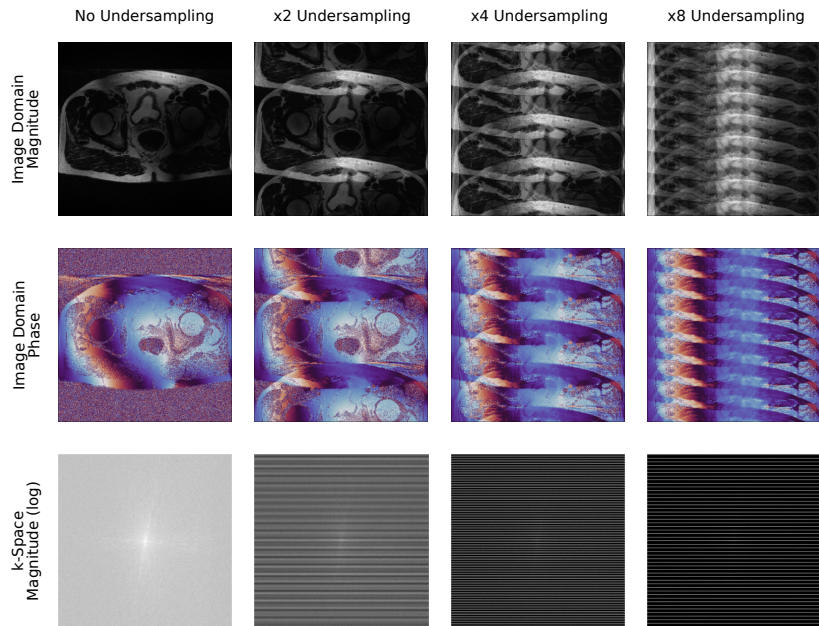 No Undersampling
x2 Undersampling
x4 Undersampling
x8 Undersampling
Image Domain
Magnitude
Image Domain
Phase
k-Space
Magnitude (log)